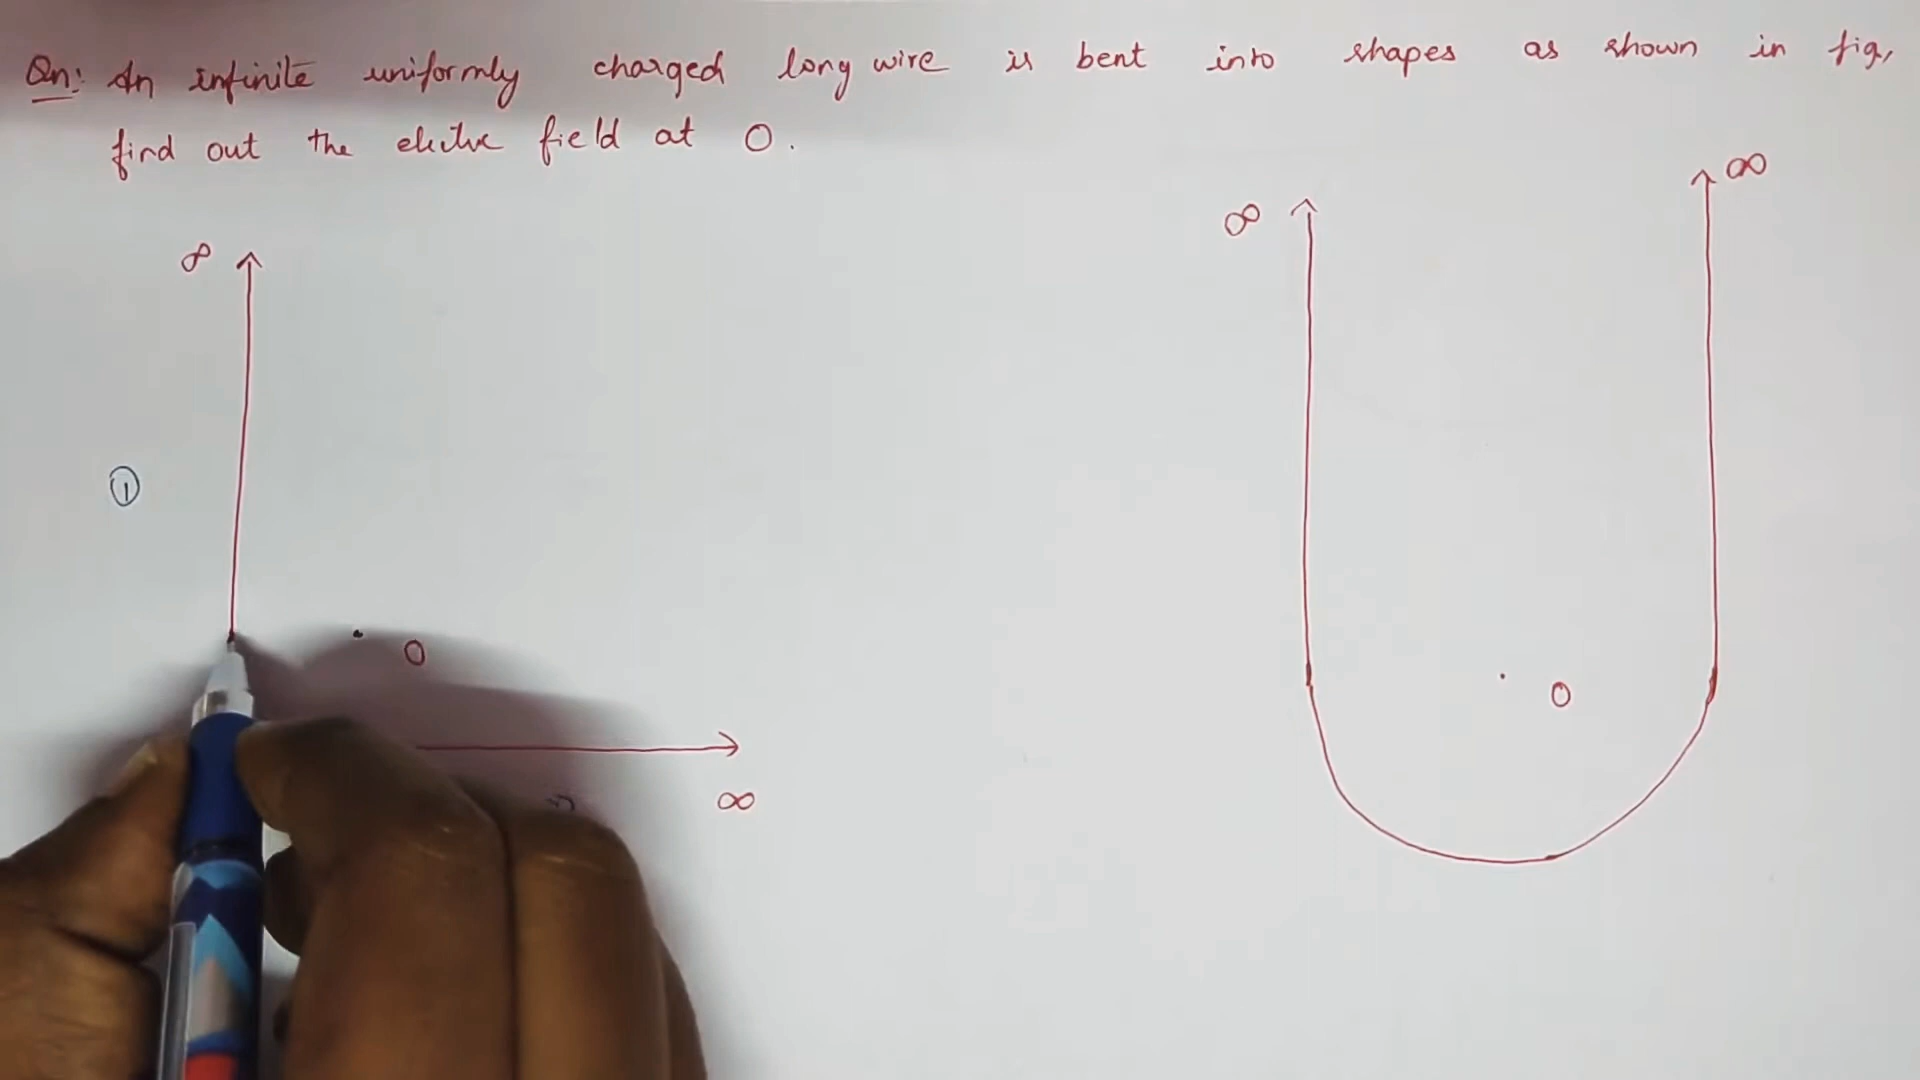 Qn: An infinite uniformly charged long wire is bent into shapes as shown in fig,
find out the electric field at O.
∞
∞
∞
①
O
O
∞